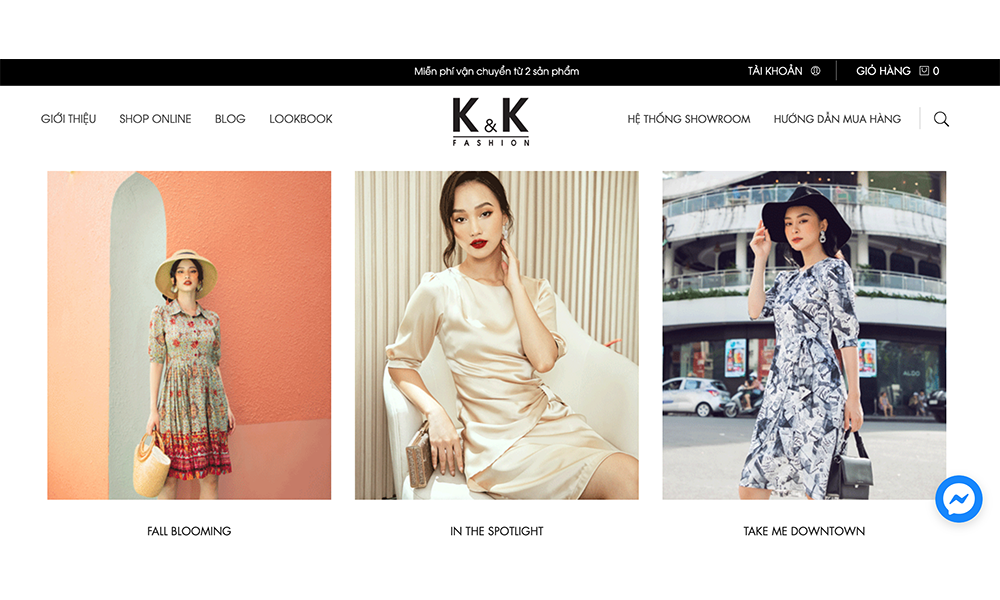 Miễn phí vận chuyển từ 2 sản phẩm
TÀI KHOẢN
GIỎ HÀNG 0
GIỚI THIỆU
SHOP ONLINE
BLOG
LOOKBOOK
K&K
FASHION
HỆ THỐNG SHOWROOM
HƯỚNG DẪN MUA HÀNG
ALGO
FALL BLOOMING
IN THE SPOTLIGHT
TAKE ME DOWNTOWN